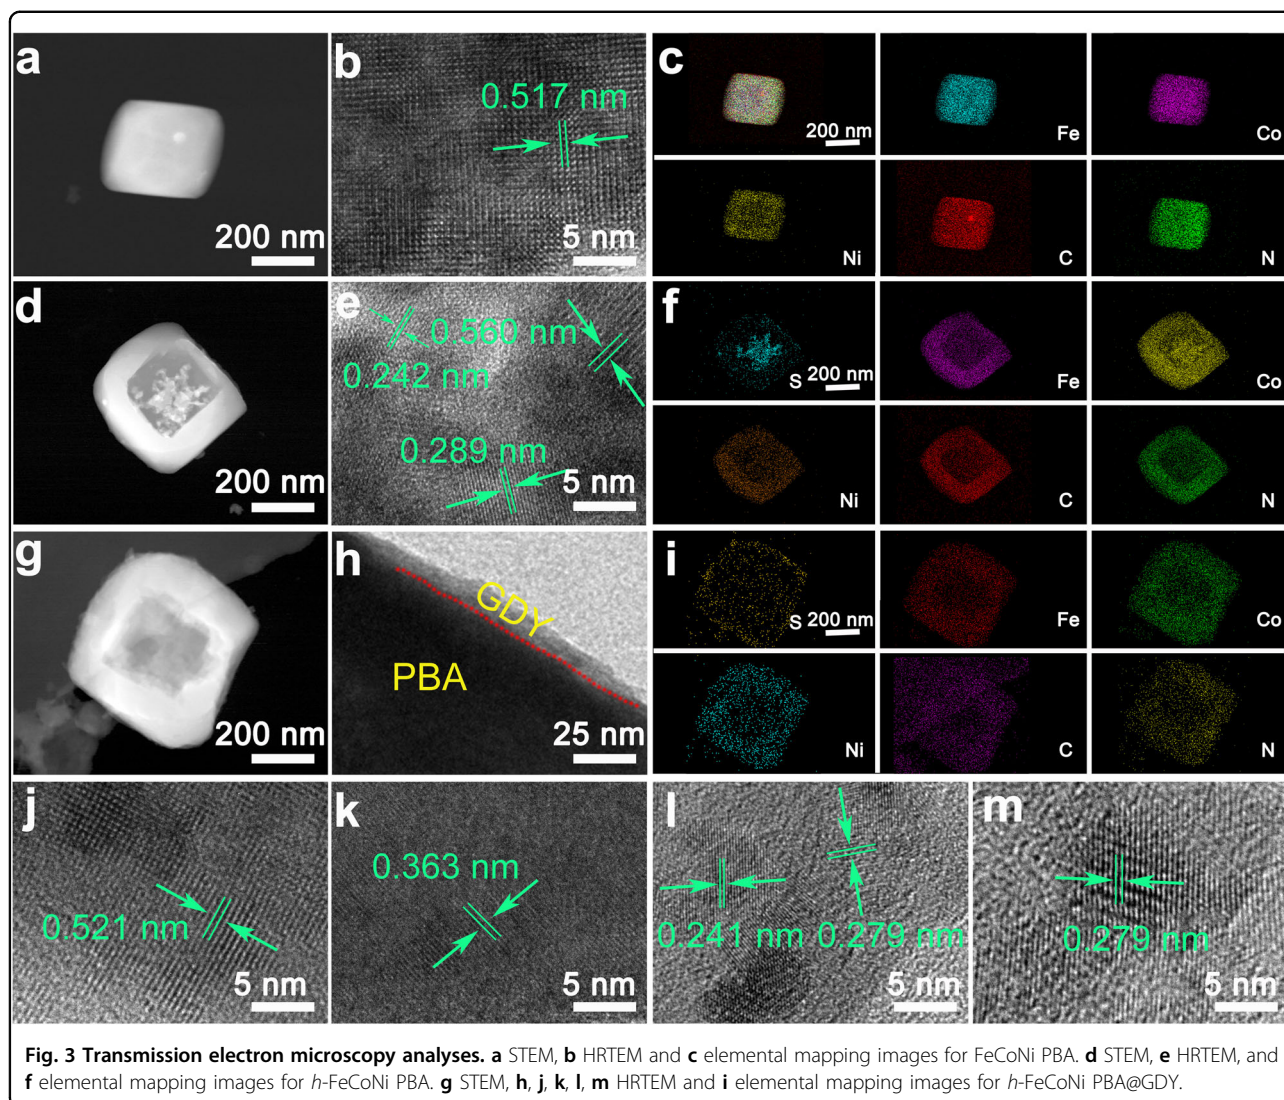 a
200 nm
b
0.517 nm
5 nm
c
200 nm
Fe
Co
Ni
C
N
d
200 nm
e
0.560 nm
0.242 nm
0.289 nm
5 nm
f
S
200 nm
Fe
Co
Ni
C
N
g
200 nm
h
GDY
PBA
25 nm
i
S
200 nm
Fe
Co
Ni
C
N
j
0.521 nm
5 nm
k
0.363 nm
5 nm
l
0.241 nm
0.279 nm
5 nm
m
0.279 nm
5 nm
Fig. 3 Transmission electron microscopy analyses. a STEM, b HRTEM and c elemental mapping images for FeCoNi PBA. d STEM, e HRTEM, and
f elemental mapping images for h-FeCoNi PBA. g STEM, h, j, k, l, m HRTEM and i elemental mapping images for h-FeCoNi PBA@GDY.